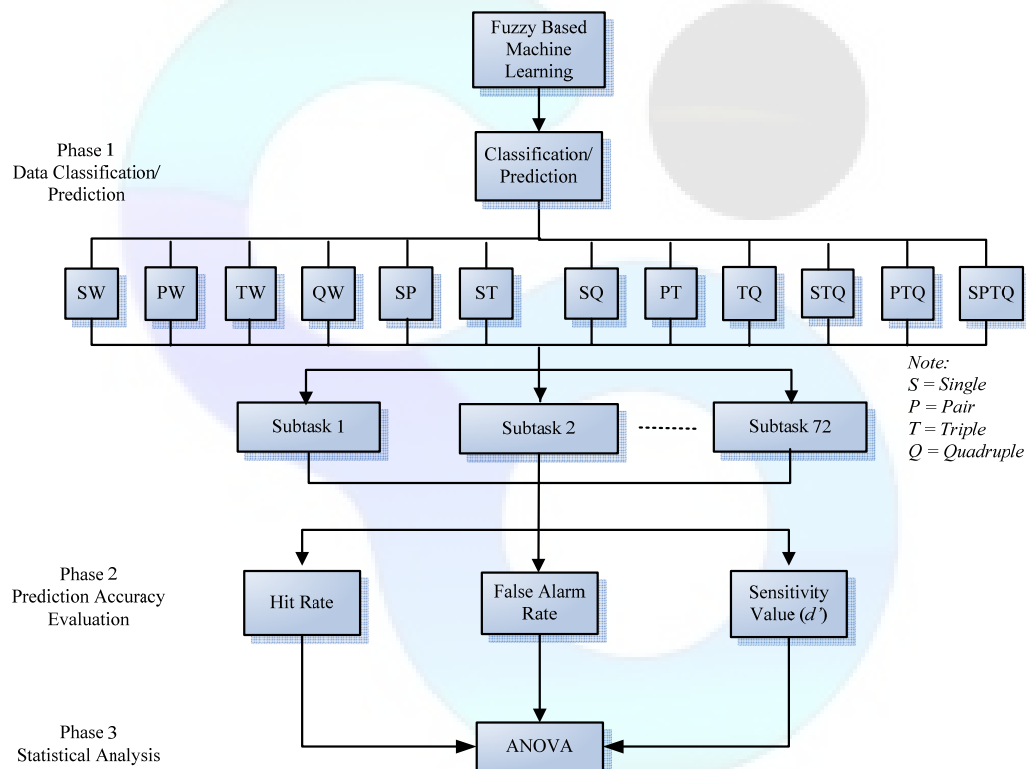 Fuzzy Based
Machine
Learning
Phase 1
Data Classification/
Prediction
Classification/
Prediction
SW
PW
TW
QW
SP
ST
SQ
PT
TQ
STQ
PTQ
SPTQ
Note:
S = Single
P = Pair
T = Triple
Q = Quadruple
Subtask 1
Subtask 2
Subtask 72
Phase 2
Prediction Accuracy
Evaluation
Hit Rate
False Alarm
Rate
Sensitivity
Value (d')
Phase 3
Statistical Analysis
ANOVA